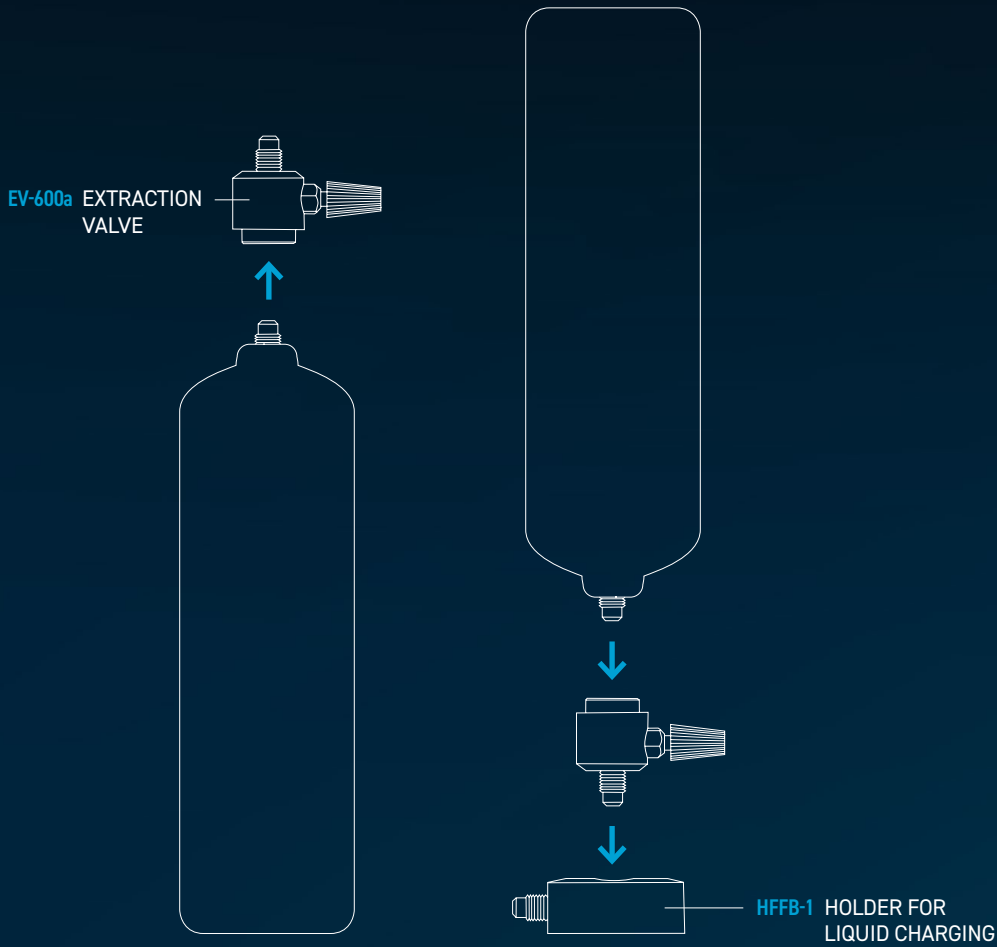 EV-600a EXTRACTION
VALVE
HFFB-1 HOLDER FOR
LIQUID CHARGING